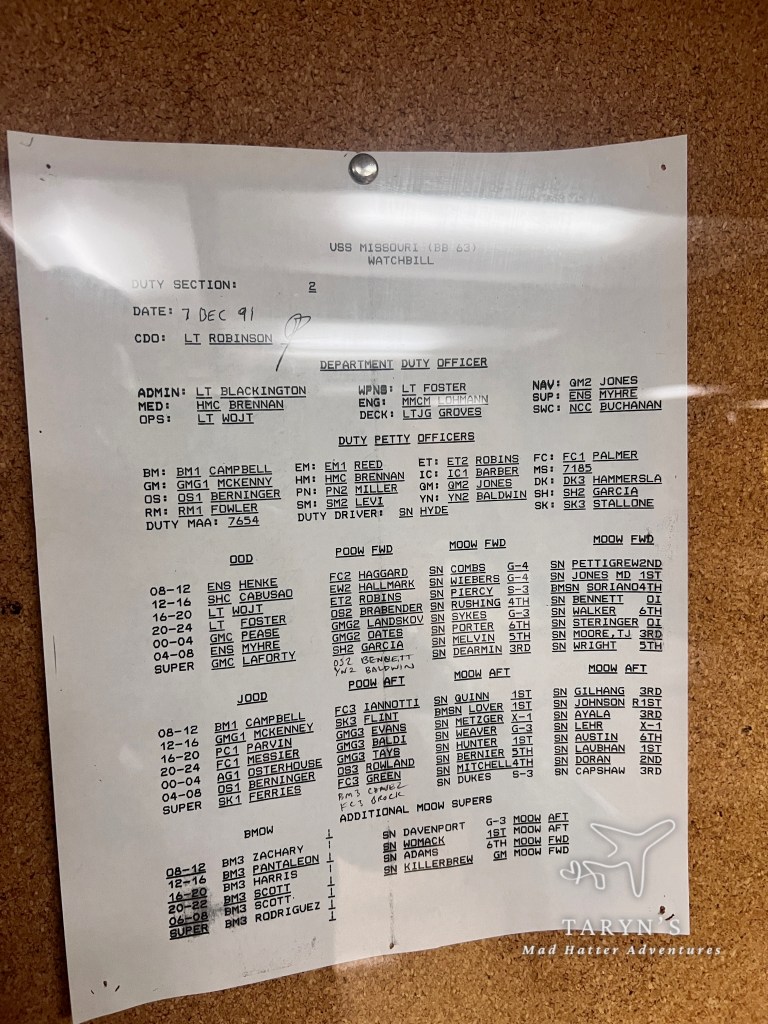 USS MISSOURI (BB 63)
WATCHBILL
DUTY SECTION: 2
DATE: 7 DEC 91
CDO: LT ROBINSON
DEPARTMENT DUTY OFFICER
ADMIN: LT BLACKINGTON WPNS: LT FOSTER NAV: QM2 JONES
MED: HMC BRENNAN ENG: MMCM LOHMANN SUP: ENS MYHRE
OPS: LT WOJT DECK: LTJG GROVES SWC: NCC BUCHANAN
DUTY PETTY OFFICERS
BM: BM1 CAMPBELL EM: EM1 REED ET: ET2 ROBINS FC: FC1 PALMER
GM: GMG1 MCKENNY HM: HMC BRENNAN IC: IC1 BARBER MS: 7185
OS: OS1 BERNINGER PN: PN2 MILLER QM: QM2 JONES DK: DK3 HAMMERSLA
RM: RM1 FOWLER SM: SM2 LEVI YN: YN2 BALDWIN SH: SH2 GARCIA
DUTY MAA: 7654 DUTY DRIVER: SN HYDE SK: SK3 STALLONE
OOD POOW FWD MOOW FWD MOOW FWD
08-12 ENS HENKE FC2 HAGGARD SN COMBS G-4 SN PETTIGREW2ND
12-16 SHC CABUSAO EW2 HALLMARK SN WIEBERS G-4 SN JONES MD 1ST
16-20 LT WOJT ET2 ROBINS SN PIERCY S-3 BMSN SORIANO4TH
20-24 LT FOSTER OS2 BRABENDER SN RUSHING 4TH SN BENNETT OI
00-04 GMC PEASE GMG2 LANDSKOV SN SYKES G-3 SN WALKER 6TH
04-08 ENS MYHRE GMG2 OATES SN PORTER 6TH SN STERINGER OI
SUPER GMC LAFORTY SH2 GARCIA SN MELVIN 5TH SN MOORE,TJ 3RD
OS2 BENNETT SN DEARMIN 3RD SN WRIGHT 5TH
YN2 BALDWIN
JOOD POOW AFT MOOW AFT MOOW AFT
08-12 BM1 CAMPBELL FC3 IANNOTTI SN QUINN 1ST SN GILHANG 3RD
12-16 GMG1 MCKENNEY SK3 FLINT BMSN LOVER 1ST SN JOHNSON R1ST
16-20 PC1 PARVIN GMG3 EVANS SN METZGER X-1 SN AYALA 3RD
20-24 FC1 MESSIER GMG3 BALDI SN WEAVER G-3 SN LEHR X-1
00-04 AG1 OSTERHOUSE GMG3 TAYS SN HUNTER 1ST SN AUSTIN 6TH
04-08 OS1 BERNINGER OS3 ROWLAND SN BERNIER 5TH SN LAUBHAN 1ST
SUPER SK1 FERRIES FC3 GREEN SN MITCHELL4TH SN DORAN 2ND
BM3 SN DUKES S-3 SN CAPSHAW 3RD
FC3 BROCK
ADDITIONAL MOOW SUPERS
BMOW
08-12 BM3 ZACHARY SN DAVENPORT G-3 MOOW AFT
12-16 BM3 PANTALEON SN WOMACK 1ST MOOW AFT
16-20 BM3 HARRIS SN ADAMS 6TH MOOW FWD
20-22 BM3 SCOTT SN KILLERBREW GM MOOW FWD
06-08 BM3 SCOTT
SUPER BM3 RODRIGUEZ
TARYN'S
Mad Hatter Adventures